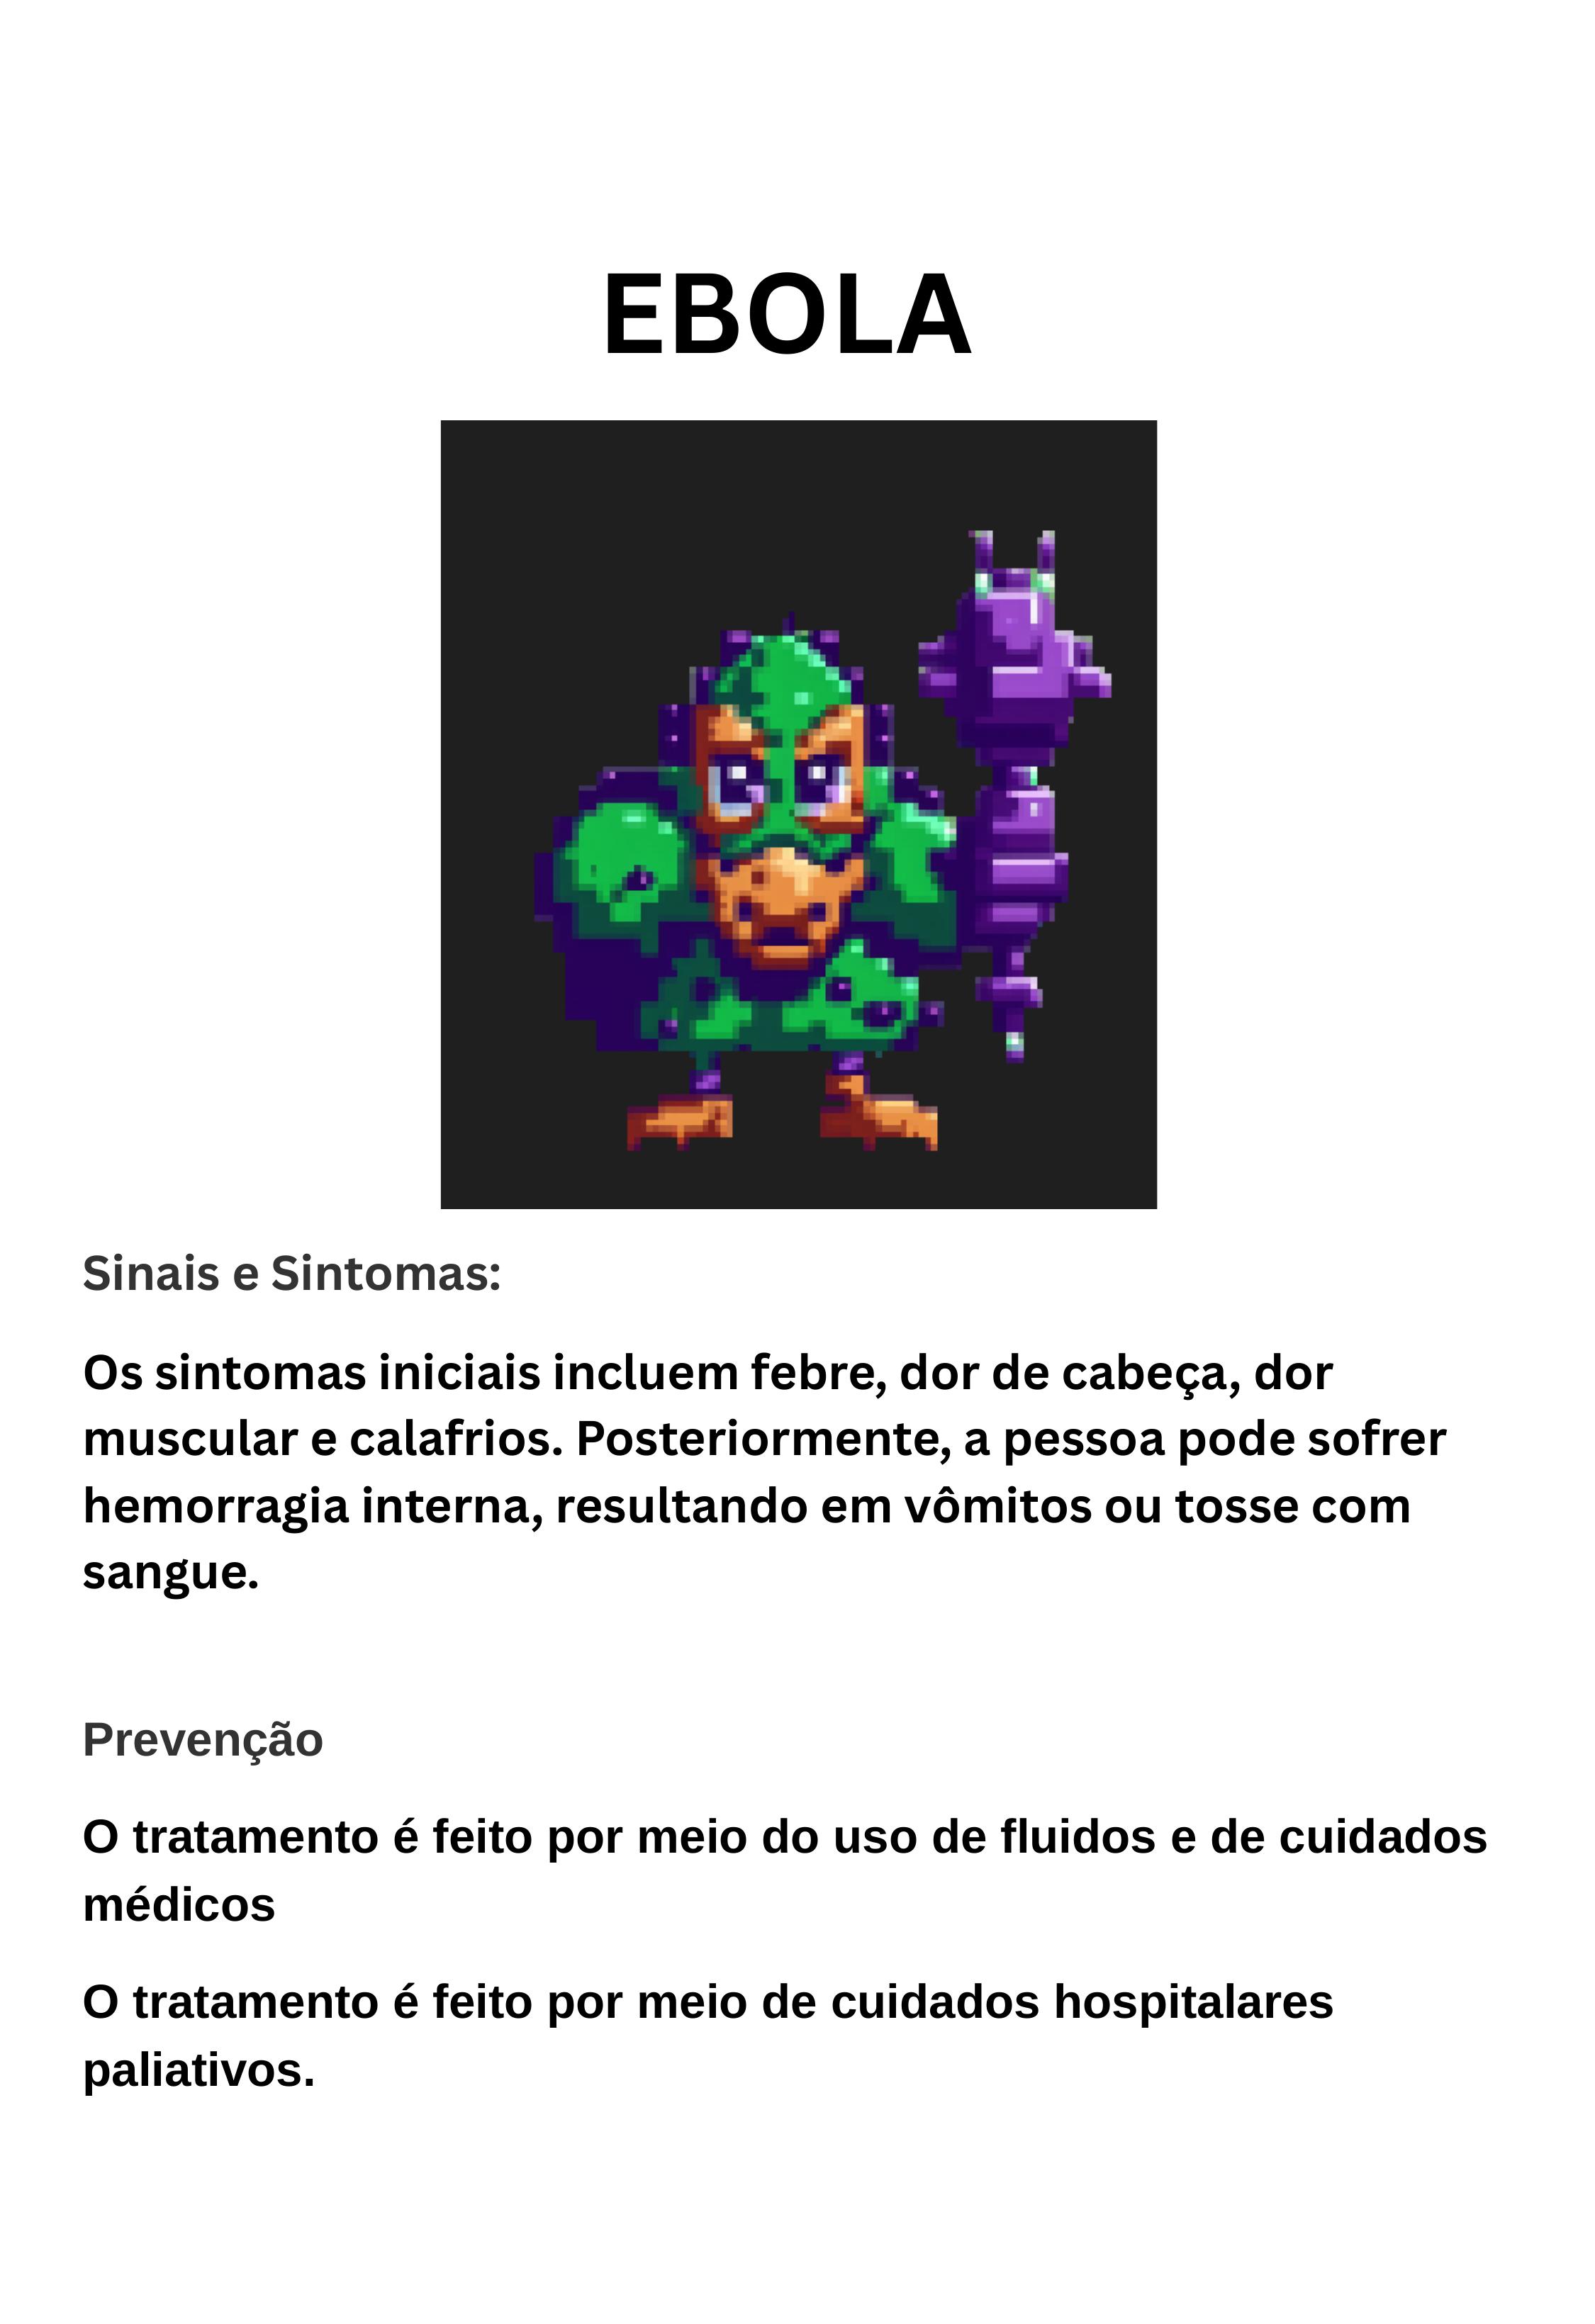 EBOLA
Sinais e Sintomas:
Os sintomas iniciais incluem febre, dor de cabeça, dor
muscular e calafrios. Posteriormente, a pessoa pode sofrer
hemorragia interna, resultando em vômitos ou tosse com
sangue.
Prevenção
O tratamento é feito por meio do uso de fluidos e de cuidados
médicos
O tratamento é feito por meio de cuidados hospitalares
paliativos.